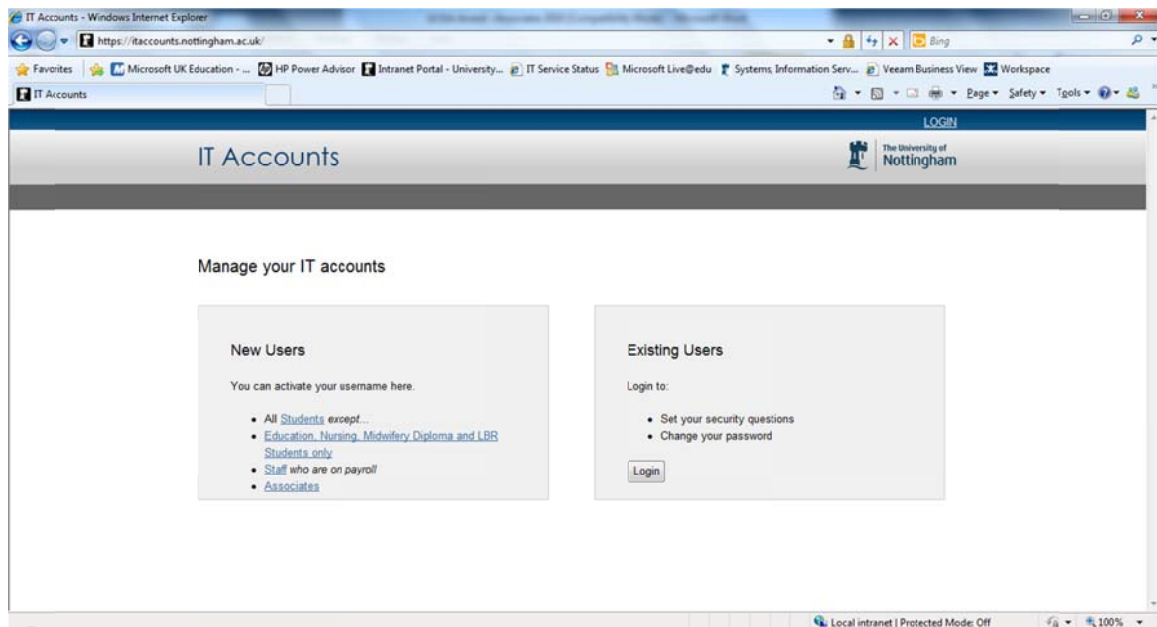 IT Accounts - Windows Internet Explorer
https://itaccounts.nottingham.ac.uk/
Bing
Favorites Microsoft UK Education - ... HP Power Advisor Intranet Portal - University... IT Service Status Microsoft Live@edu Systems, Information Serv... Veeam Business View Workspace
IT Accounts
Page Safety Tools
LOGIN
IT Accounts
The University of
Nottingham
Manage your IT accounts
New Users
You can activate your username here.
All Students except...
Education, Nursing, Midwifery Diploma and LBR
Students only
Staff who are on payroll
Associates
Existing Users
Login to:
Set your security questions
Change your password
Login
Local intranet | Protected Mode: Off
100%